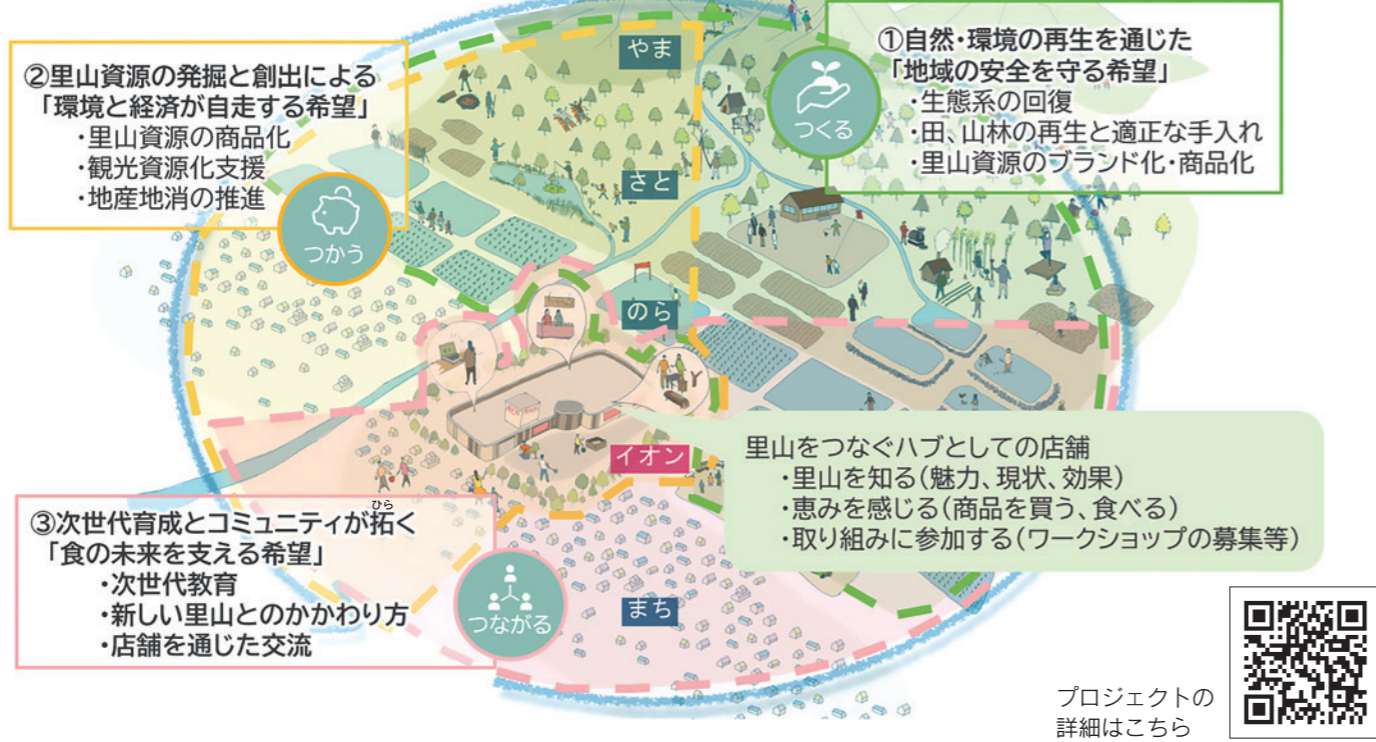 ①自然・環境の再生を通じた
「地域の安全を守る希望」
・生態系の回復
・田、山林の再生と適正な手入れ
・里山資源のブランド化・商品化
つくる
②里山資源の発掘と創出による
「環境と経済が自走する希望」
・里山資源の商品化
・観光資源化支援
・地産地消の推進
つかう
やま
さと
のら
イオン
まち
里山をつなぐハブとしての店舗
・里山を知る(魅力、現状、効果)
・恵みを感じる(商品を買う、食べる)
・取り組みに参加する(ワークショップの募集等)
ひら
③次世代育成とコミュニティが拓く
「食の未来を支える希望」
・次世代教育
・新しい里山とのかかわり方
・店舗を通じた交流
つながる
プロジェクトの
詳細はこちら